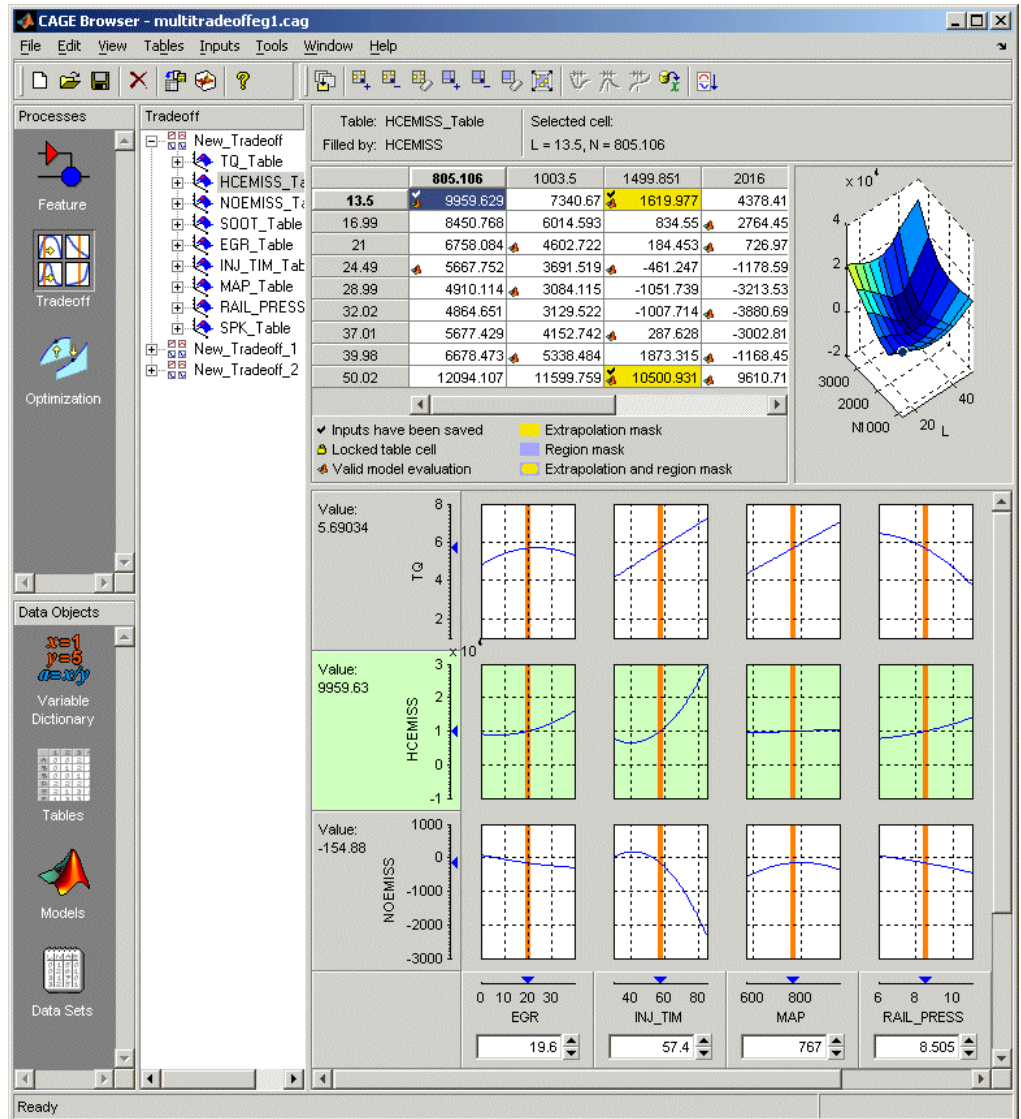 CAGE Browser - multitradeoffeg1.cag
File Edit View Tables Inputs Tools Window Help
Processes
Feature
Tradeoff
Optimization
Data Objects
x=1
y=5
a=x/y
Variable
Dictionary
Tables
Models
Data Sets
Tradeoff
New_Tradeoff
TQ_Table
HCEMISS_Ta
NOEMISS_Ta
SOOT_Table
EGR_Table
INJ_TIM_Tab
MAP_Table
RAIL_PRESS
SPK_Table
New_Tradeoff_1
New_Tradeoff_2
Table: HCEMISS_Table
Filled by: HCEMISS
Selected cell:
L = 13.5, N = 805.106
805.106 1003.5 1499.851 2016
13.5 9959.629 7340.67 1619.977 4378.41
16.99 8450.768 6014.593 834.55 2764.45
21 6758.084 4602.722 184.453 726.97
24.49 5667.752 3691.519 -461.247 -1178.59
28.99 4910.114 3084.115 -1051.739 -3213.53
32.02 4864.651 3129.522 -1007.714 -3880.69
37.01 5677.429 4152.742 287.628 -3002.81
39.98 6678.473 5338.484 1873.315 -1168.45
50.02 12094.107 11599.759 10500.931 9610.71
Inputs have been saved
Locked table cell
Valid model evaluation
Extrapolation mask
Region mask
Extrapolation and region mask
x 10⁴
4
2
0
-2
3000
2000
1000
N
20
40
L
Value:
5.69034
TQ
8
6
4
2
Value:
9959.63
HCEMISS
x 10⁴
3
2
1
0
-1
Value:
-154.88
NOEMISS
1000
0
-1000
-2000
-3000
0 10 20 30
EGR
19.6
40 60 80
INJ_TIM
57.4
600 800
MAP
767
6 8 10
RAIL_PRESS
8.505
Ready